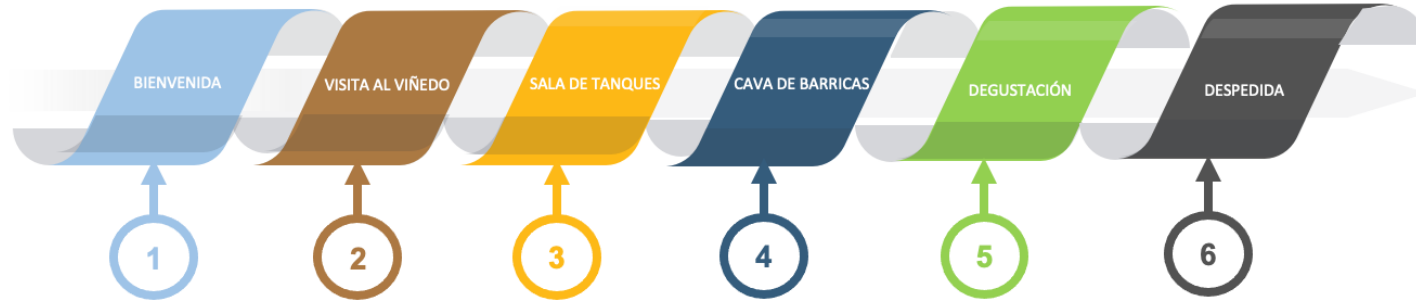 BIENVENIDA
VISITA AL VIÑEDO
SALA DE TANQUES
CAVA DE BARRICAS
DEGUSTACIÓN
DESPEDIDA
1
2
3
4
5
6